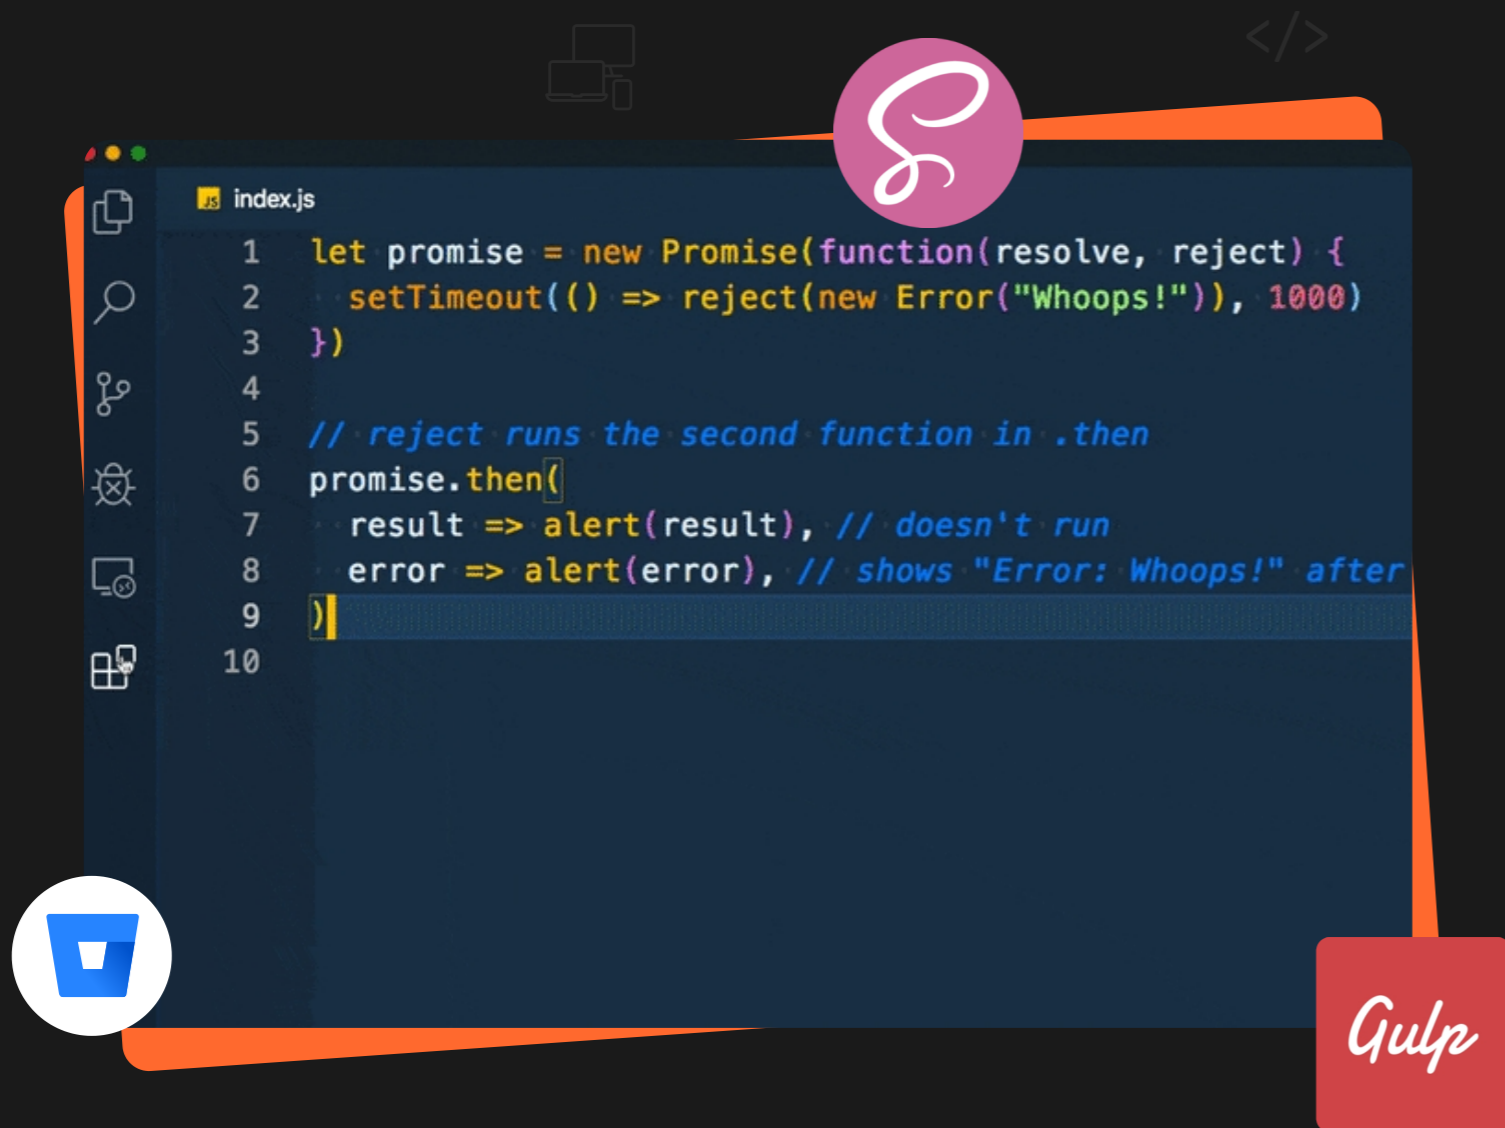 </>
JS index.js
1 let promise = new Promise(function(resolve, reject) {
2   setTimeout(() => reject(new Error("Whoops!")), 1000)
3 })
4
5 // reject runs the second function in .then
6 promise.then(
7   result => alert(result), // doesn't run
8   error => alert(error), // shows "Error: Whoops!" after
9 )
10
Gulp